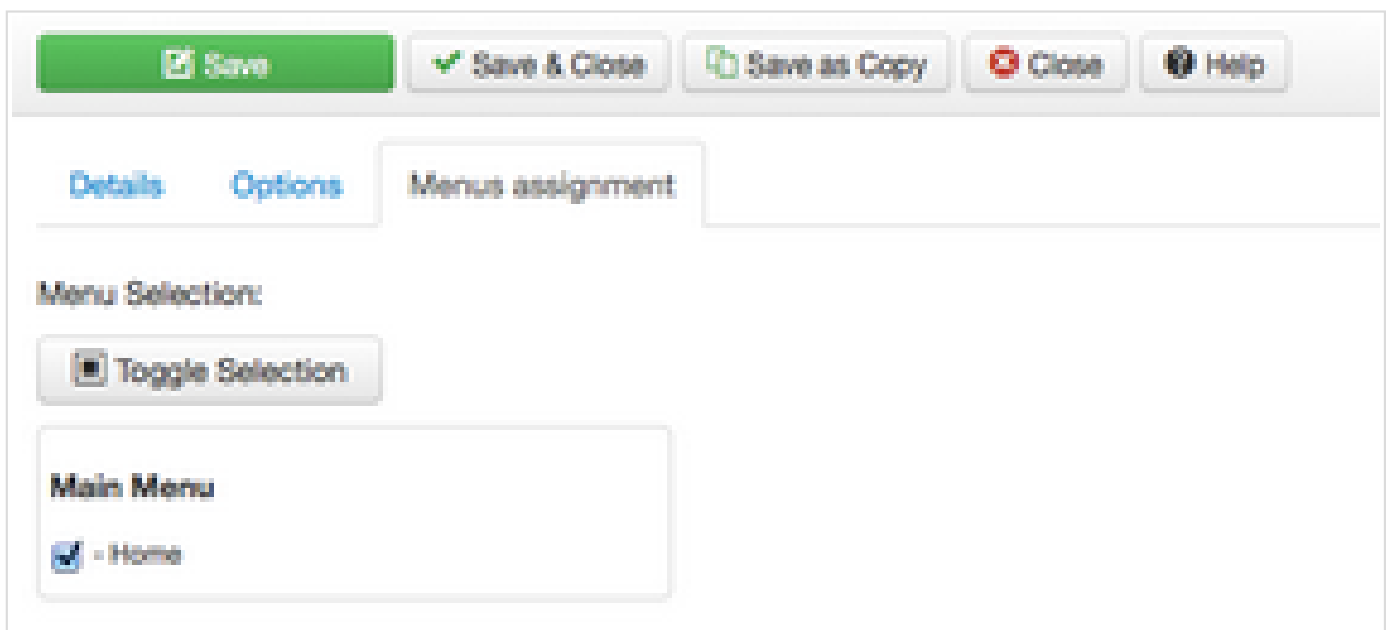 Save Save & Close Save as Copy Close Help
Details Options Menus assignment
Menu Selection:
Toggle Selection
Main Menu
- Home